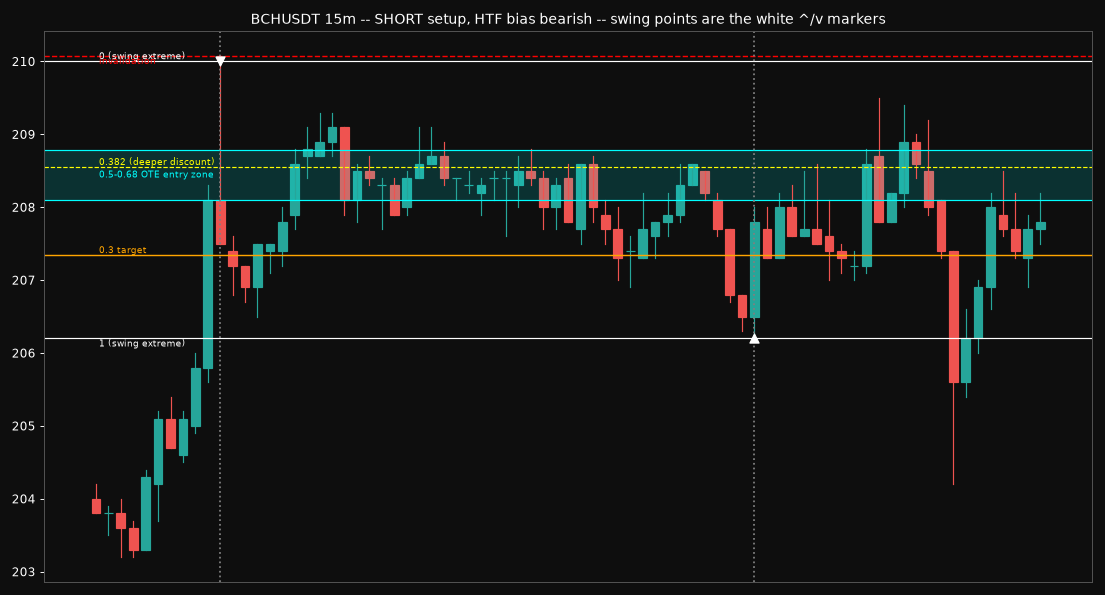 BCHUSDT 15m -- SHORT setup, HTF bias bearish -- swing points are the white ^/v markers
0 (swing extreme)
210
209
0.382 (deeper discount)
0.5-0.68 OTE entry zone
208
0.3 target
207
1 (swing extreme)
206
205
204
203